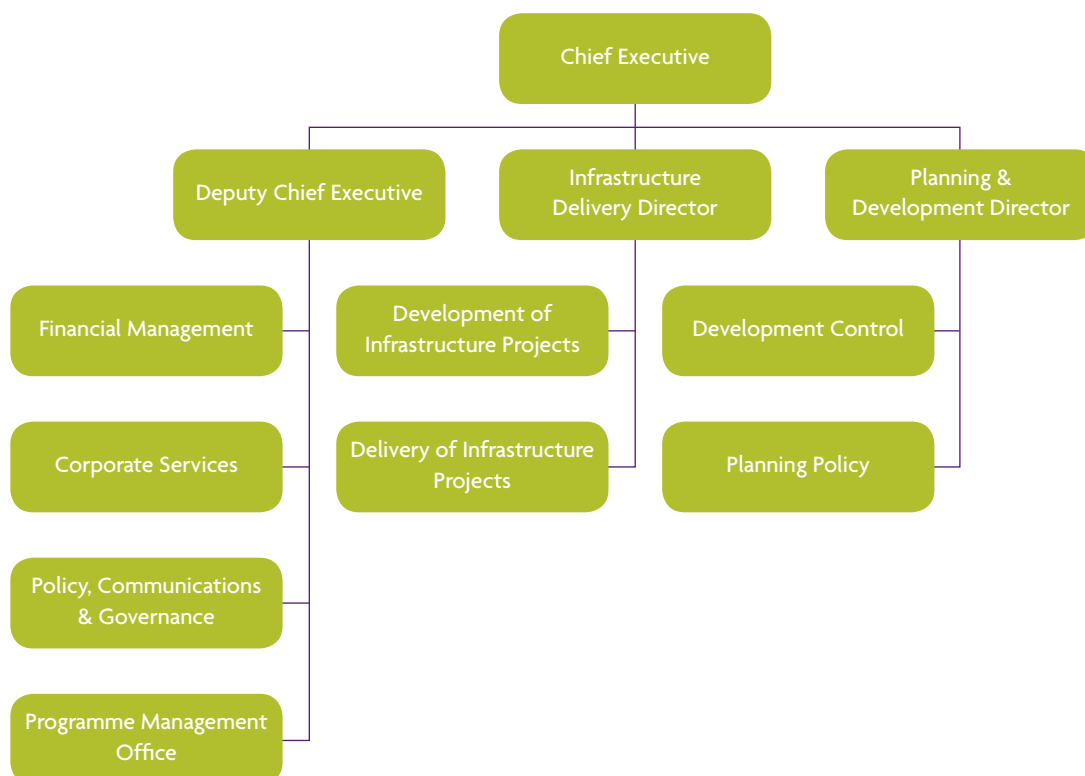 Chief Executive
Deputy Chief Executive
Infrastructure
Delivery Director
Planning &
Development Director
Financial Management
Development of
Infrastructure Projects
Development Control
Corporate Services
Delivery of Infrastructure
Projects
Planning Policy
Policy, Communications
& Governance
Programme Management
Office